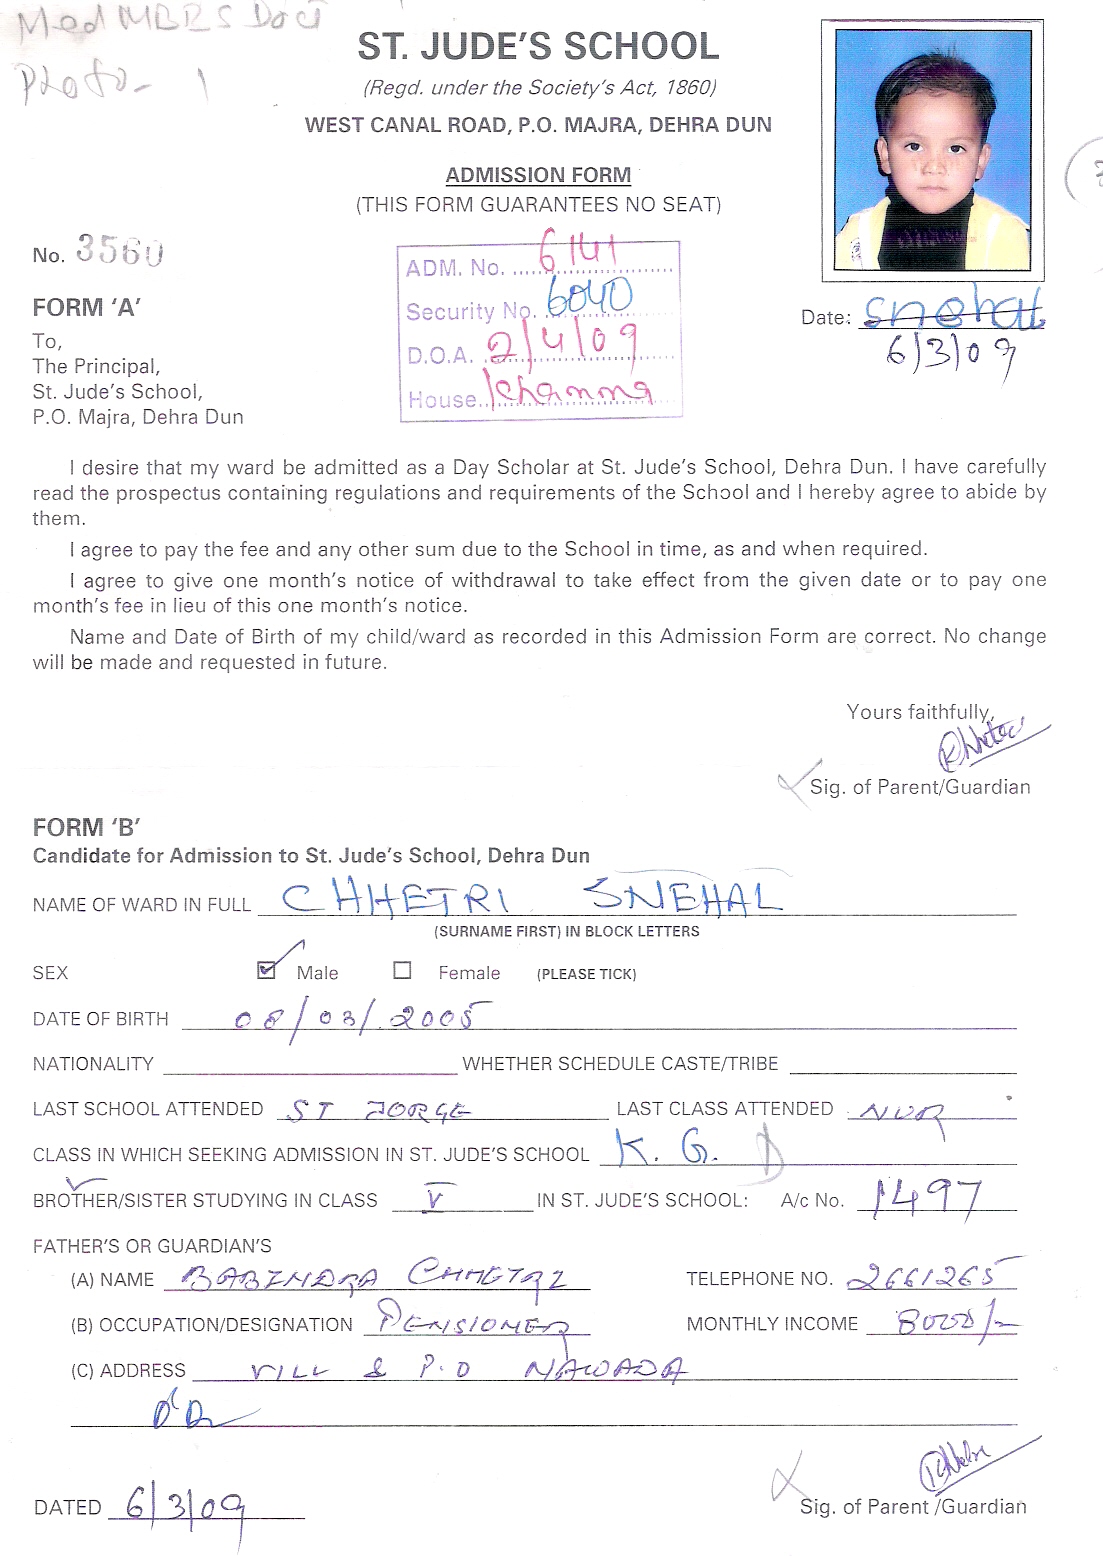 Med MBBS Doct
Photo- 1
ST. JUDE'S SCHOOL
(Regd. under the Society's Act, 1860)
WEST CANAL ROAD, P.O. MAJRA, DEHRA DUN
ADMISSION FORM
(THIS FORM GUARANTEES NO SEAT)
No. 3560
ADM. No. 6141
Security No. 6040
D.O.A. 2/4/09
House Khanna
Date: Snehal
6/3/09
FORM 'A'
To,
The Principal,
St. Jude's School,
P.O. Majra, Dehra Dun
I desire that my ward be admitted as a Day Scholar at St. Jude's School, Dehra Dun. I have carefully
read the prospectus containing regulations and requirements of the School and I hereby agree to abide by
them.
I agree to pay the fee and any other sum due to the School in time, as and when required.
I agree to give one month's notice of withdrawal to take effect from the given date or to pay one
month's fee in lieu of this one month's notice.
Name and Date of Birth of my child/ward as recorded in this Admission Form are correct. No change
will be made and requested in future.
Yours faithfully,
Sig. of Parent/Guardian
FORM 'B'
Candidate for Admission to St. Jude's School, Dehra Dun
NAME OF WARD IN FULL CHHETRI SNEHAL
(SURNAME FIRST) IN BLOCK LETTERS
SEX Male Female (PLEASE TICK)
DATE OF BIRTH 08/03/2005
NATIONALITY WHETHER SCHEDULE CASTE/TRIBE
LAST SCHOOL ATTENDED ST JORGE LAST CLASS ATTENDED NUR
CLASS IN WHICH SEEKING ADMISSION IN ST. JUDE'S SCHOOL K. G. D
BROTHER/SISTER STUDYING IN CLASS V IN ST. JUDE'S SCHOOL: A/c No. 1497
FATHER'S OR GUARDIAN'S
(A) NAME BABINDRA CHHETRI TELEPHONE NO. 2661265
(B) OCCUPATION/DESIGNATION PENSIONER MONTHLY INCOME 8000/-
(C) ADDRESS VILL & P.O NAWADA
D'Dn
DATED 6/3/09
Sig. of Parent /Guardian